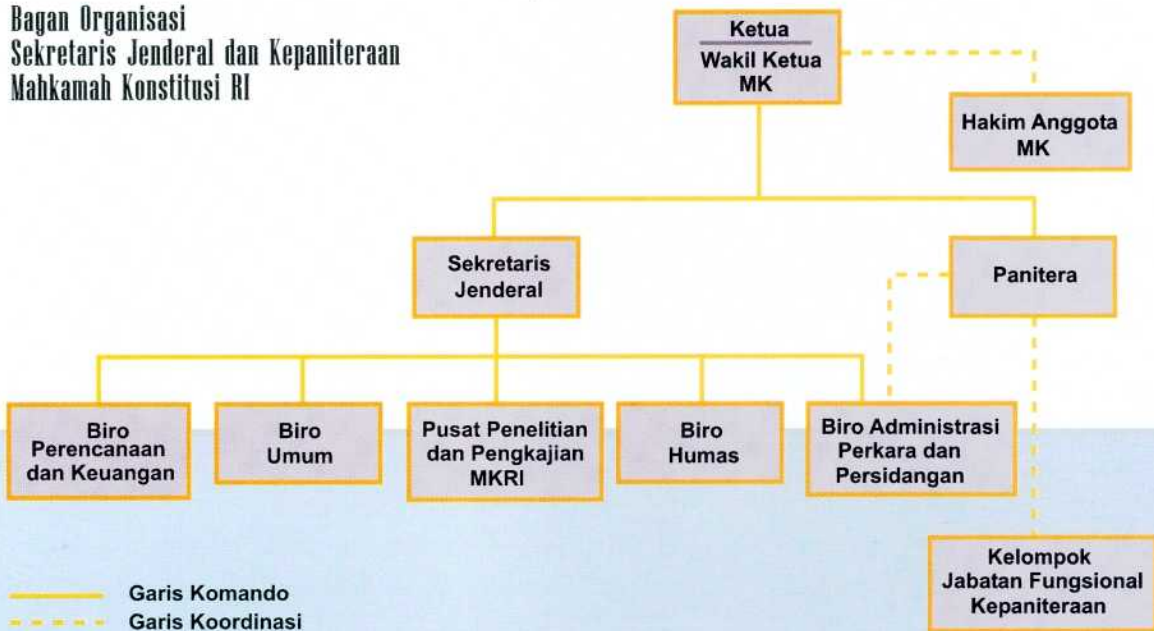 Bagan Organisasi
Sekretaris Jenderal dan Kepaniteraan
Mahkamah Konstitusi RI
Ketua
Wakil Ketua
MK
Hakim Anggota
MK
Sekretaris
Jenderal
Panitera
Biro
Perencanaan
dan Keuangan
Biro
Umum
Pusat Penelitian
dan Pengkajian
MKRI
Biro
Humas
Biro Administrasi
Perkara dan
Persidangan
Kelompok
Jabatan Fungsional
Kepaniteraan
Garis Komando
Garis Koordinasi